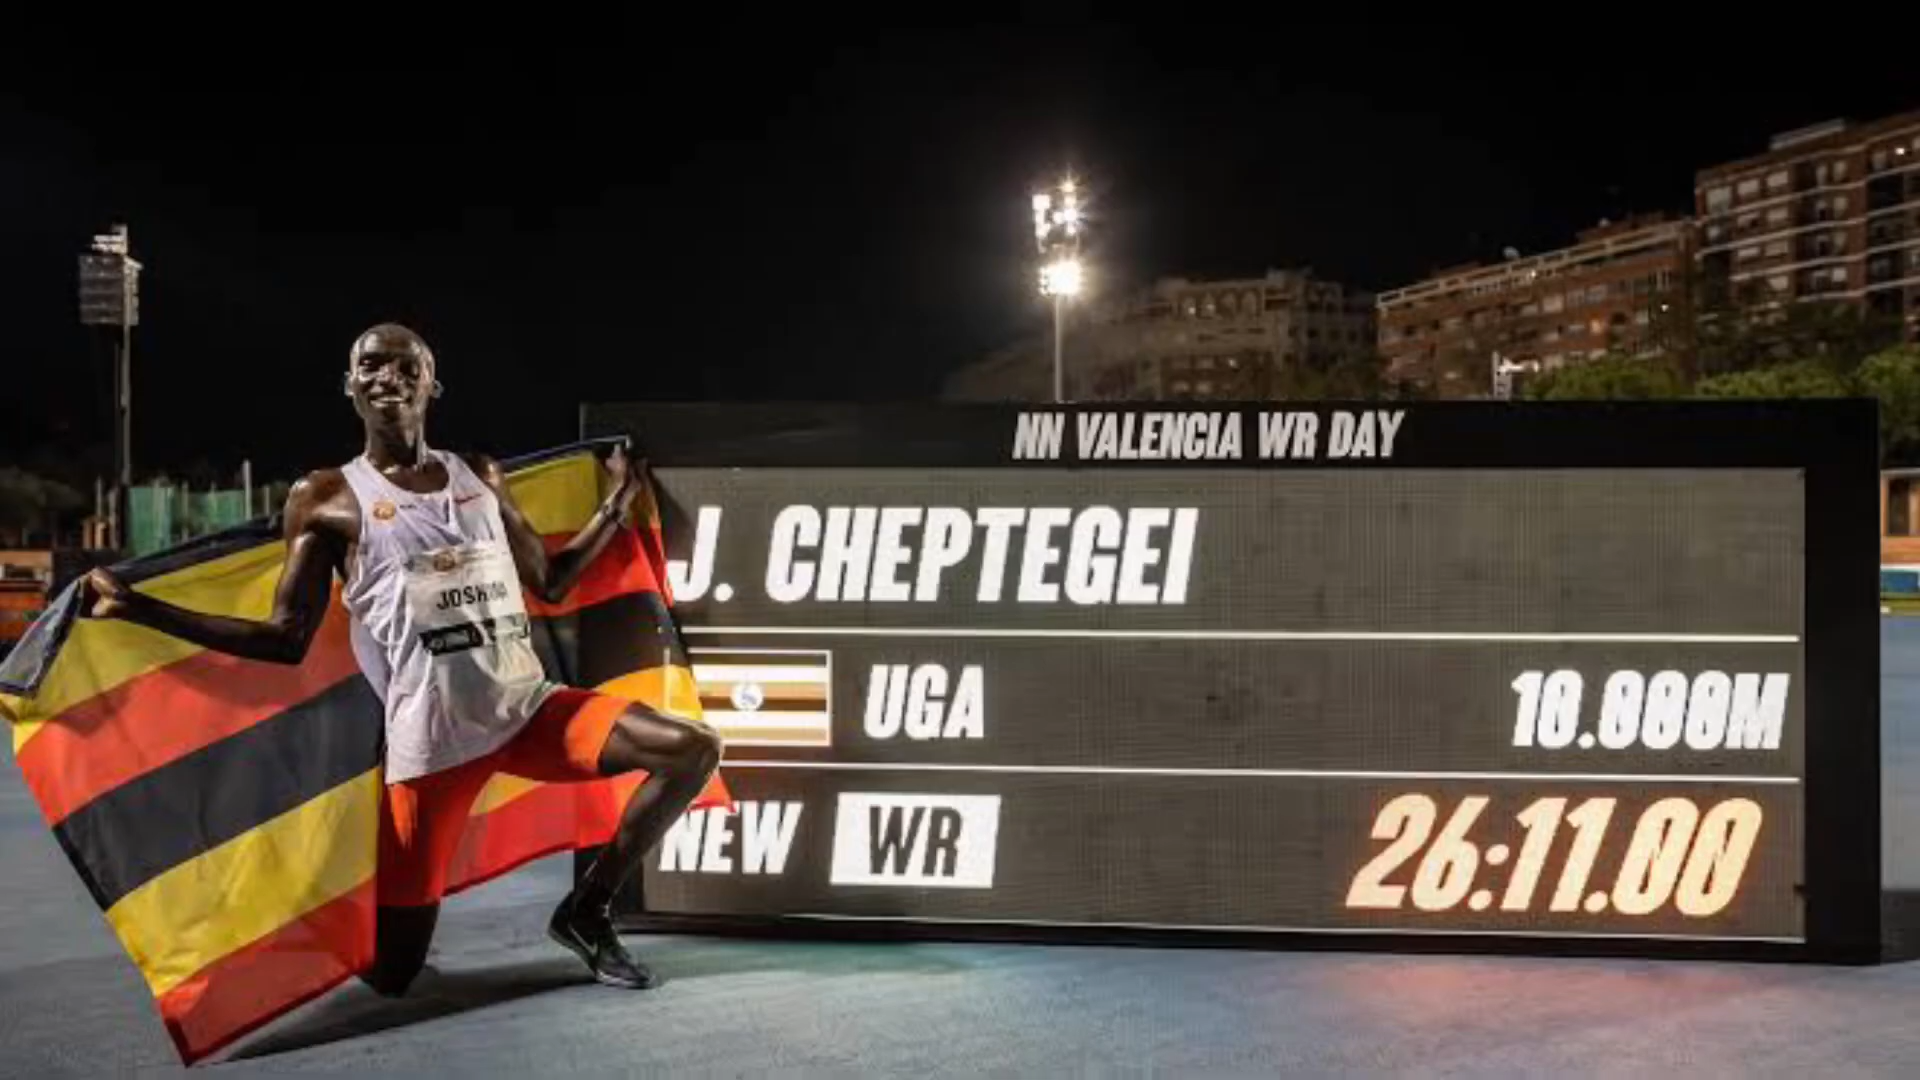 NN VALENCIA WR DAY
J. CHEPTEGEI
UGA 10.000M
NEW WR 26:11.00
JOSHUA